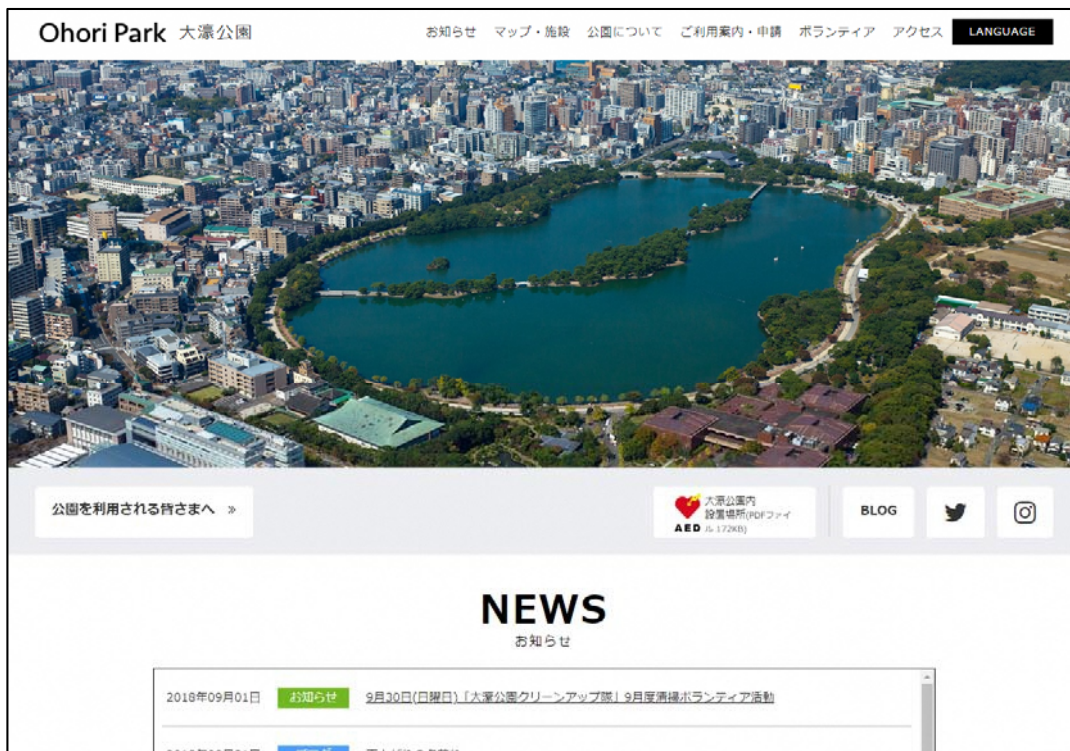 Ohori Park 大濠公園
お知らせ マップ・施設 公園について ご利用案内・申請 ボランティア アクセス LANGUAGE
公園を利用される皆さまへ »
大濠公園内
設置場所(PDFファイ
AED ル 172KB)
BLOG
NEWS
お知らせ
2018年09月01日 お知らせ 9月30日(日曜日)「大濠公園クリーンアップ隊」9月度清掃ボランティア活動